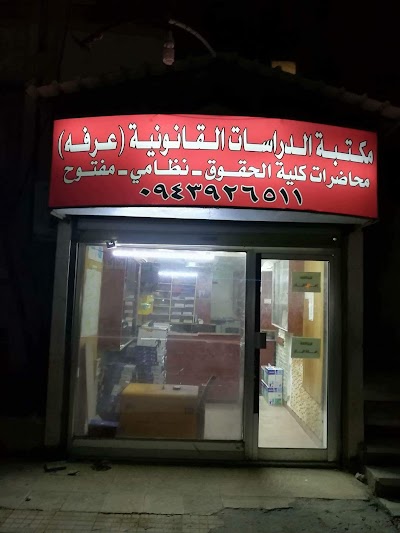 مكتبة الدراسات القانونية (عرفه)
محاضرات كلية الحقوق - نظامي - مفتوح
٠٩٤٣٩٢٦٥١١